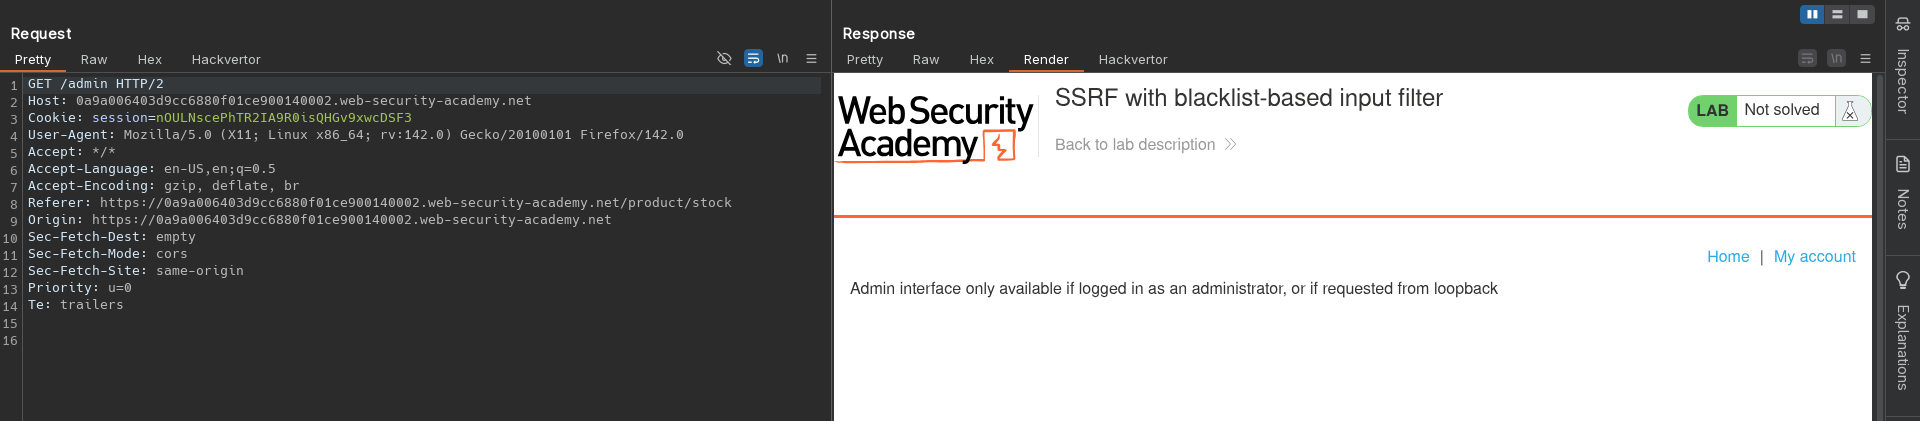 Request
Pretty Raw Hex Hackvertor \n
1 GET /admin HTTP/2
2 Host: 0a9a006403d9cc6880f01ce900140002.web-security-academy.net
3 Cookie: session=nOULNscePhTR2IA9R0isQHGv9xwcDSF3
4 User-Agent: Mozilla/5.0 (X11; Linux x86_64; rv:142.0) Gecko/20100101 Firefox/142.0
5 Accept: */*
6 Accept-Language: en-US,en;q=0.5
7 Accept-Encoding: gzip, deflate, br
8 Referer: https://0a9a006403d9cc6880f01ce900140002.web-security-academy.net/product/stock
9 Origin: https://0a9a006403d9cc6880f01ce900140002.web-security-academy.net
10 Sec-Fetch-Dest: empty
11 Sec-Fetch-Mode: cors
12 Sec-Fetch-Site: same-origin
13 Priority: u=0
14 Te: trailers
15
16
Response
Pretty Raw Hex Render Hackvertor \n
Web Security
Academy
SSRF with blacklist-based input filter
Back to lab description
LAB Not solved
Home | My account
Admin interface only available if logged in as an administrator, or if requested from loopback
Inspector
Notes
Explanations